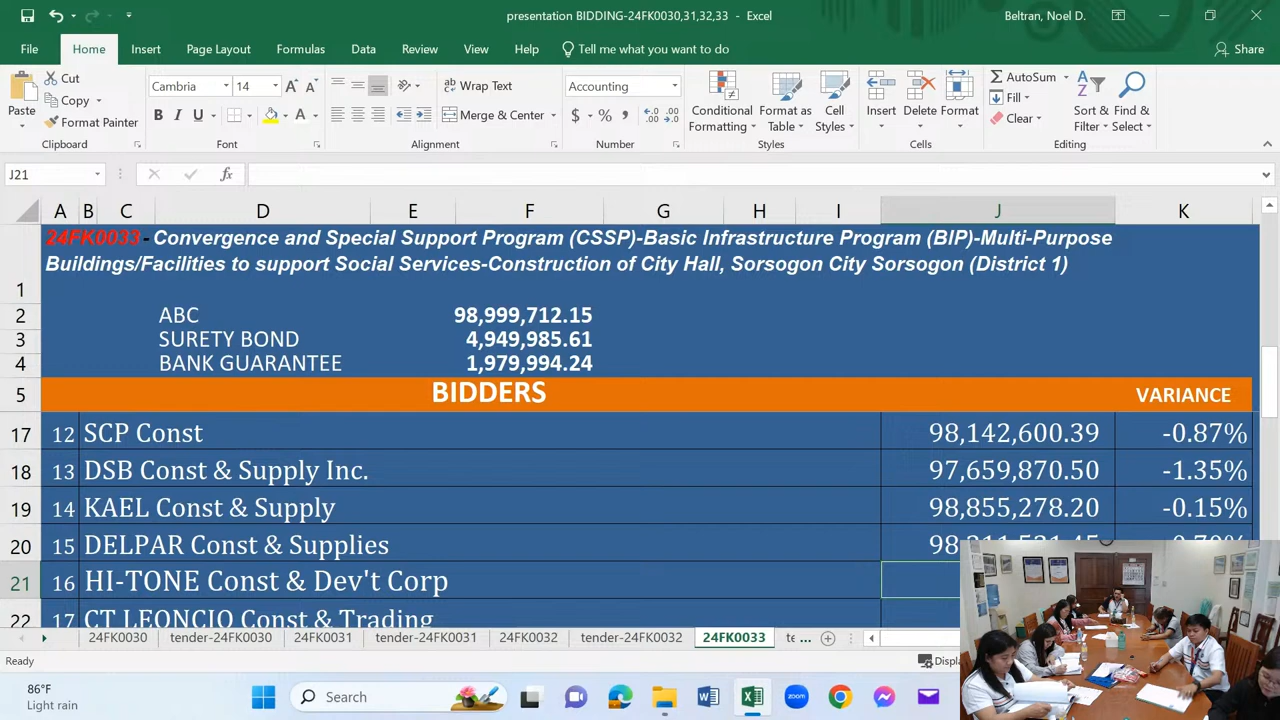 presentation BIDDING-24FK0030,31,32,33 - Excel
Beltran, Noel D.
File Home Insert Page Layout Formulas Data Review View Help Tell me what you want to do Share
Paste
Cut
Copy
Format Painter
Clipboard
Cambria 14
B I U
Font
Wrap Text
Merge & Center
Alignment
Accounting
$ % ,
Number
Conditional Formatting
Format as Table
Cell Styles
Styles
Insert
Delete
Format
Cells
AutoSum
Fill
Clear
Sort & Filter
Find & Select
Editing
J21
fx
A B C D E F G H I J K
1 24FK0033 - Convergence and Special Support Program (CSSP)-Basic Infrastructure Program (BIP)-Multi-Purpose
Buildings/Facilities to support Social Services-Construction of City Hall, Sorsogon City Sorsogon (District 1)
2 ABC 98,999,712.15
3 SURETY BOND 4,949,985.61
4 BANK GUARANTEE 1,979,994.24
5 BIDDERS VARIANCE
17 12 SCP Const 98,142,600.39 -0.87%
18 13 DSB Const & Supply Inc. 97,659,870.50 -1.35%
19 14 KAEL Const & Supply 98,855,278.20 -0.15%
20 15 DELPAR Const & Supplies
21 16 HI-TONE Const & Dev't Corp
22 17 CT LEONCIO Const & Trading
24FK0030 tender-24FK0030 24FK0031 tender-24FK0031 24FK0032 tender-24FK0032 24FK0033 te ...
Ready
86°F
Light rain
Search
zoom